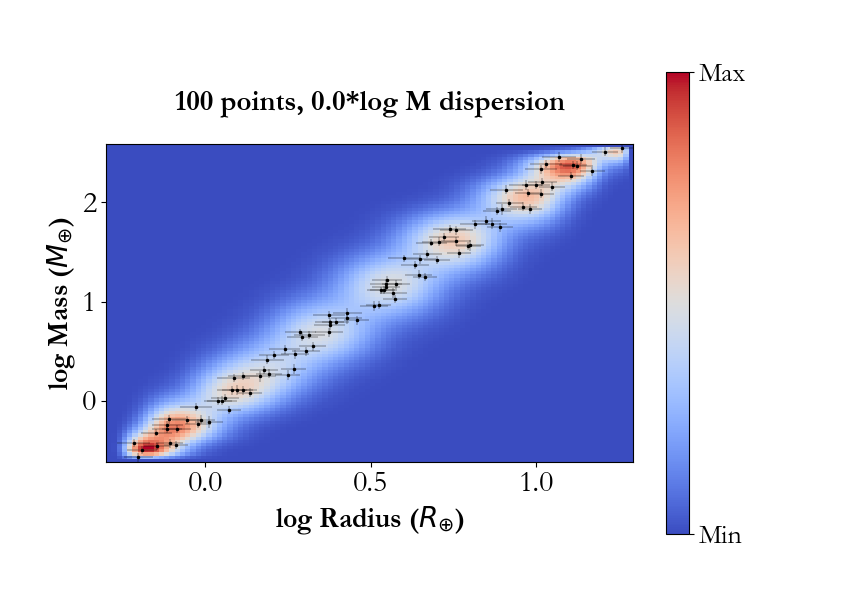 100 points, 0.0*log M dispersion
Max
2
1
0
log Mass (M⊕)
0.0 0.5 1.0
log Radius (R⊕)
Min